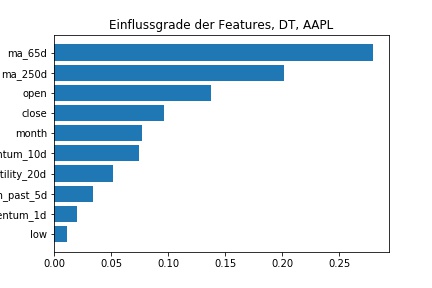 Einflussgrade der Features, DT, AAPL
ma_65d
ma_250d
open
close
month
ntum_10d
tility_20d
n_past_5d
entum_1d
low
0.00 0.05 0.10 0.15 0.20 0.25